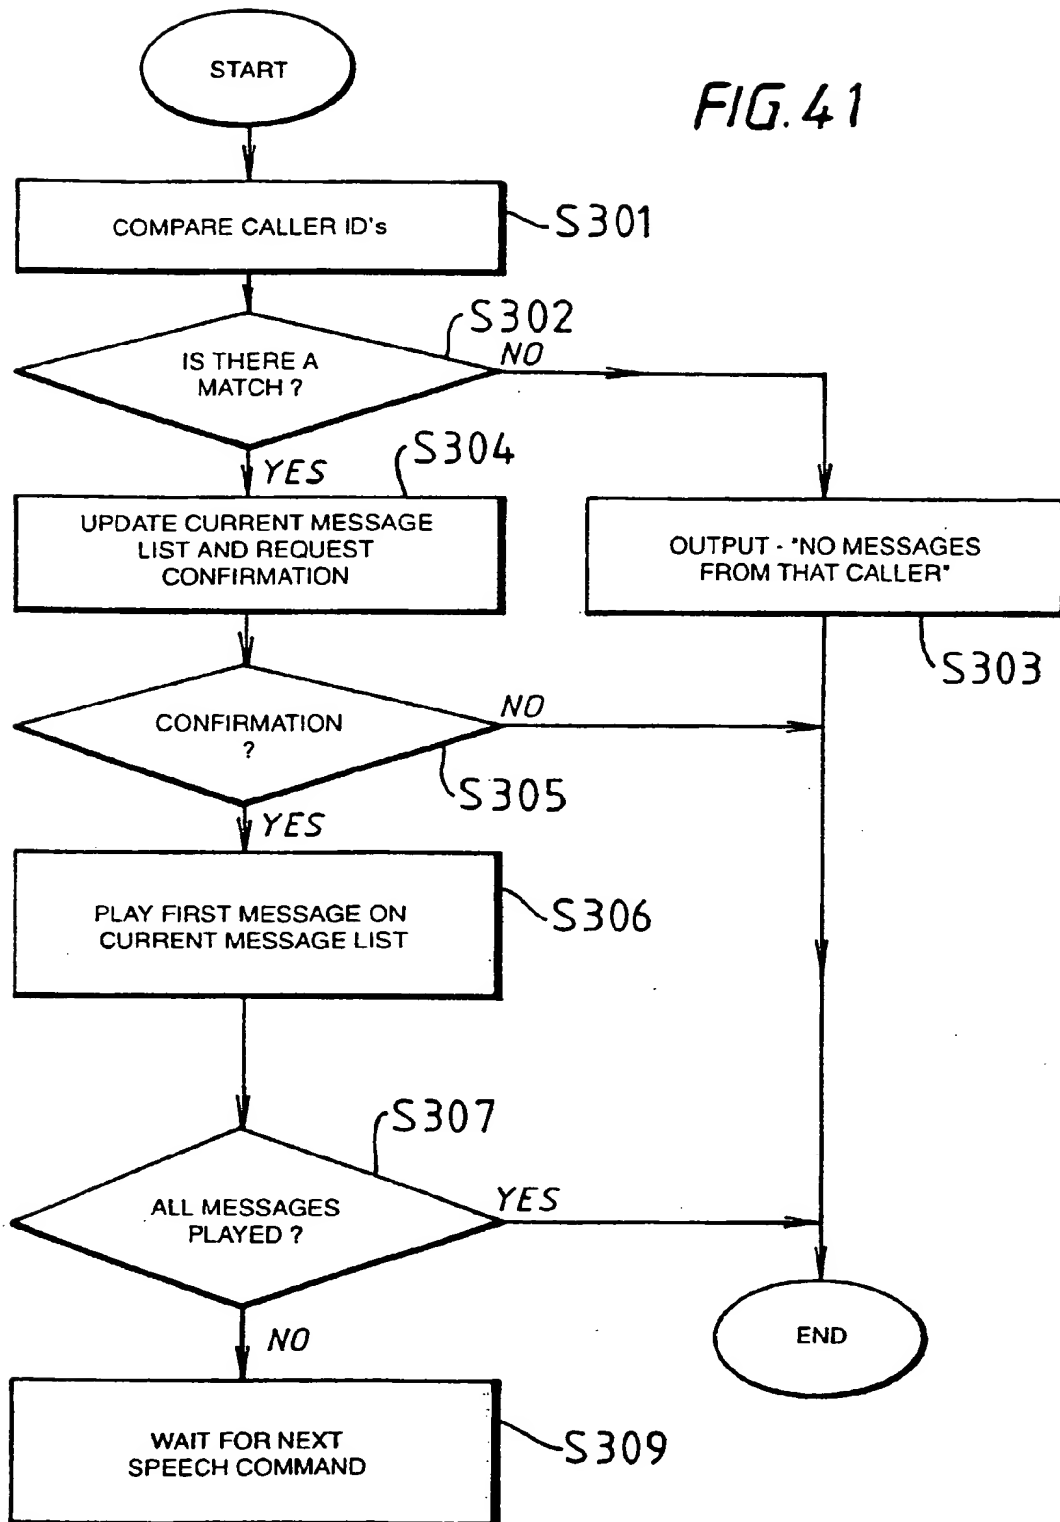 START
FIG. 41
COMPARE CALLER ID's
S301
S302
IS THERE A
MATCH ?
NO
YES
S304
UPDATE CURRENT MESSAGE
LIST AND REQUEST
CONFIRMATION
OUTPUT - "NO MESSAGES
FROM THAT CALLER"
S303
CONFIRMATION
?
NO
S305
YES
PLAY FIRST MESSAGE ON
CURRENT MESSAGE LIST
S306
S307
ALL MESSAGES
PLAYED ?
YES
END
NO
WAIT FOR NEXT
SPEECH COMMAND
S309